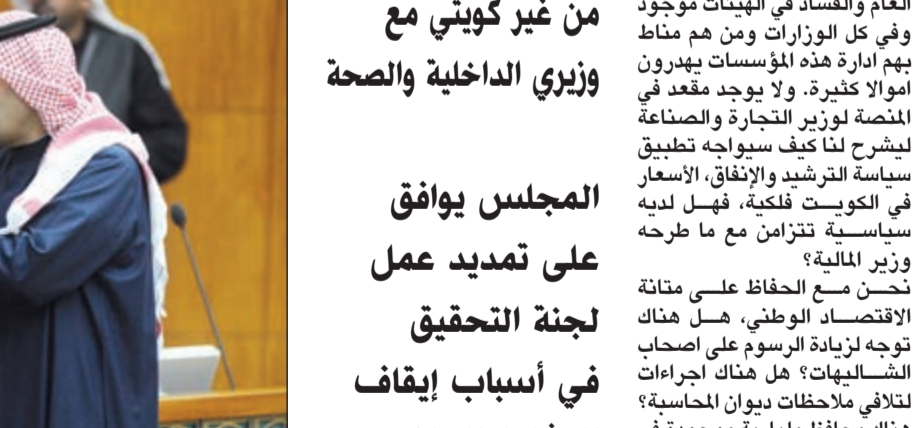 العام والفساد في الهيئات موجود
وفي كل الوزارات ومن هم مناط
بهم ادارة هذه المؤسسات يهدرون
اموالا كثيرة. ولا يوجد مقعد في
المنصة لوزير التجارة والصناعة
ليشرح لنا كيف سيواجه تطبيق
سياسة الترشيد والإنفاق، الأسعار
في الكويت فلكية، فهل لديه
سياسية تتزامن مع ما طرحه
وزير المالية؟
نحن مع الحفاظ على متانة
الاقتصاد الوطني، هل هناك
توجه لزيادة الرسوم على اصحاب
الشاليهات؟ هل هناك اجراءات
لتلافي ملاحظات ديوان المحاسبة؟
من غير كويتي مع
وزيري الداخلية والصحة
المجلس يوافق
على تمديد عمل
لجنة التحقيق
في أسباب إيقاف